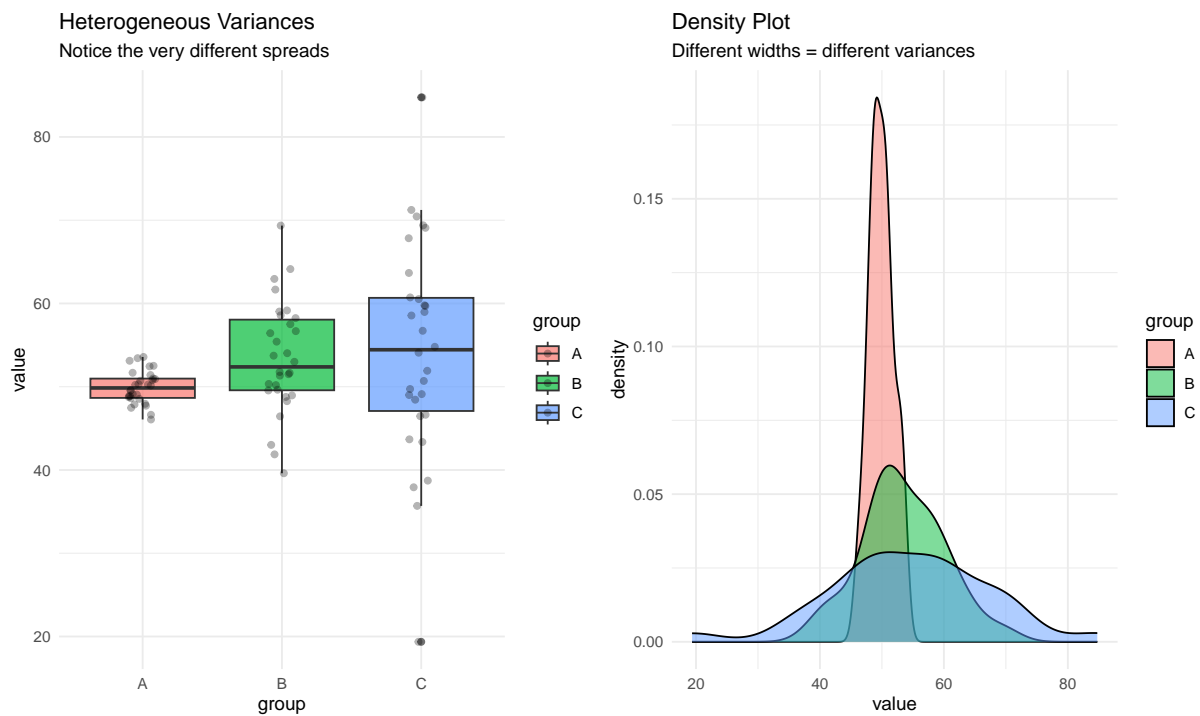 Heterogeneous Variances
Notice the very different spreads
80
60
40
20
value
A
B
C
group
group
A
B
C
Density Plot
Different widths = different variances
0.15
0.10
0.05
0.00
density
20
40
60
80
value
group
A
B
C